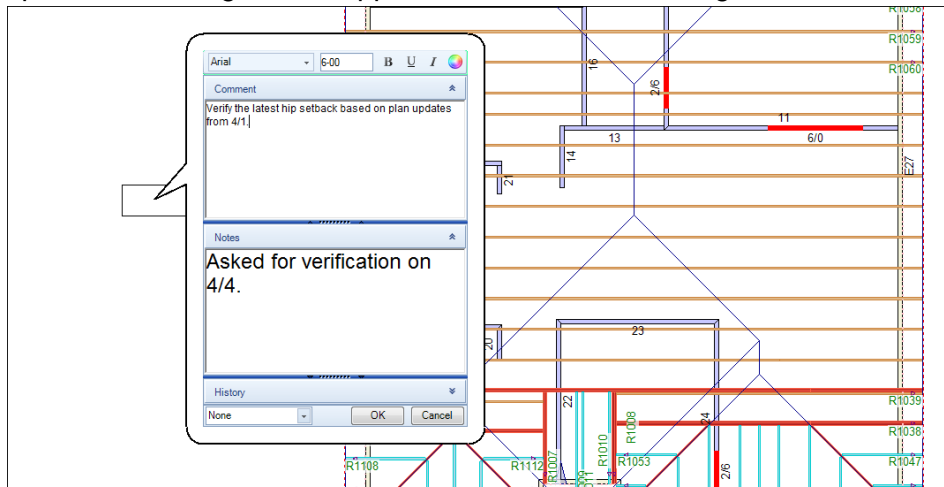 R1058
R1059
R1060
Arial 6-00 B U I
Comment
Verify the latest hip setback based on plan updates
from 4/1.
Notes
Asked for verification on
4/4.
History
None OK Cancel
16
2/6
11
13
6/0
14
21
E27
23
20
22
24
R1039
R1038
R1008
R1010
R1108
R1112
R1007
R1053
R1047
2/6